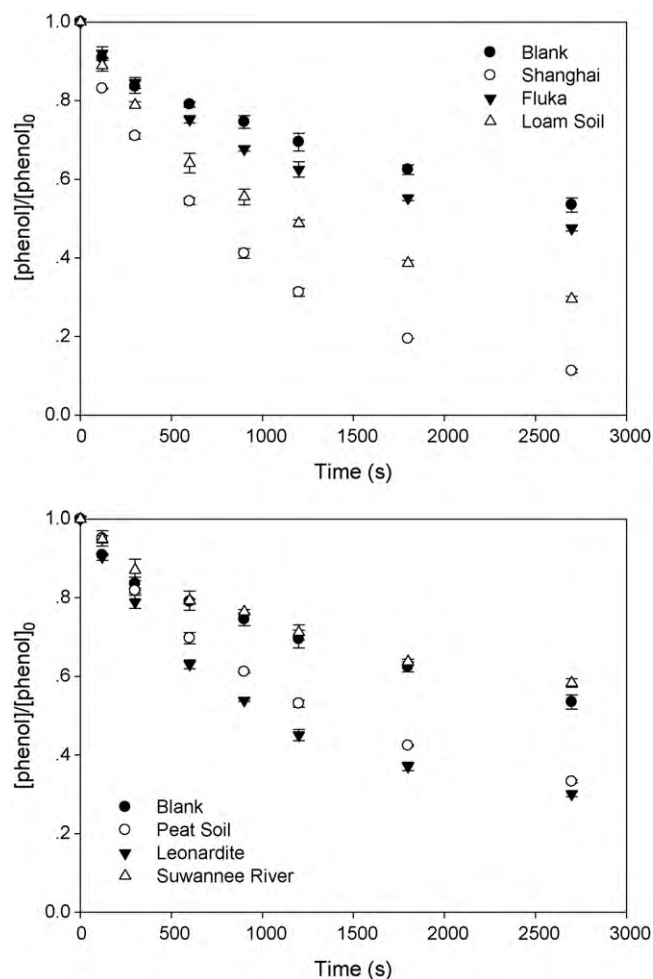 1.0
.8
.6
.4
.2
0.0
[phenol]/[phenol]₀
Blank
Shanghai
Fluka
Loam Soil
0 500 1000 1500 2000 2500 3000
Time (s)
1.0
.8
.6
.4
.2
0.0
[phenol]/[phenol]₀
Blank
Peat Soil
Leonardite
Suwannee River
0 500 1000 1500 2000 2500 3000
Time (s)